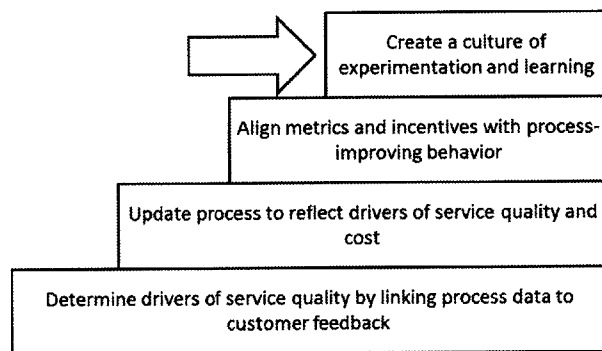 Create a culture of
experimentation and learning
Align metrics and incentives with process-
improving behavior
Update process to reflect drivers of service quality and
cost
Determine drivers of service quality by linking process data to
customer feedback